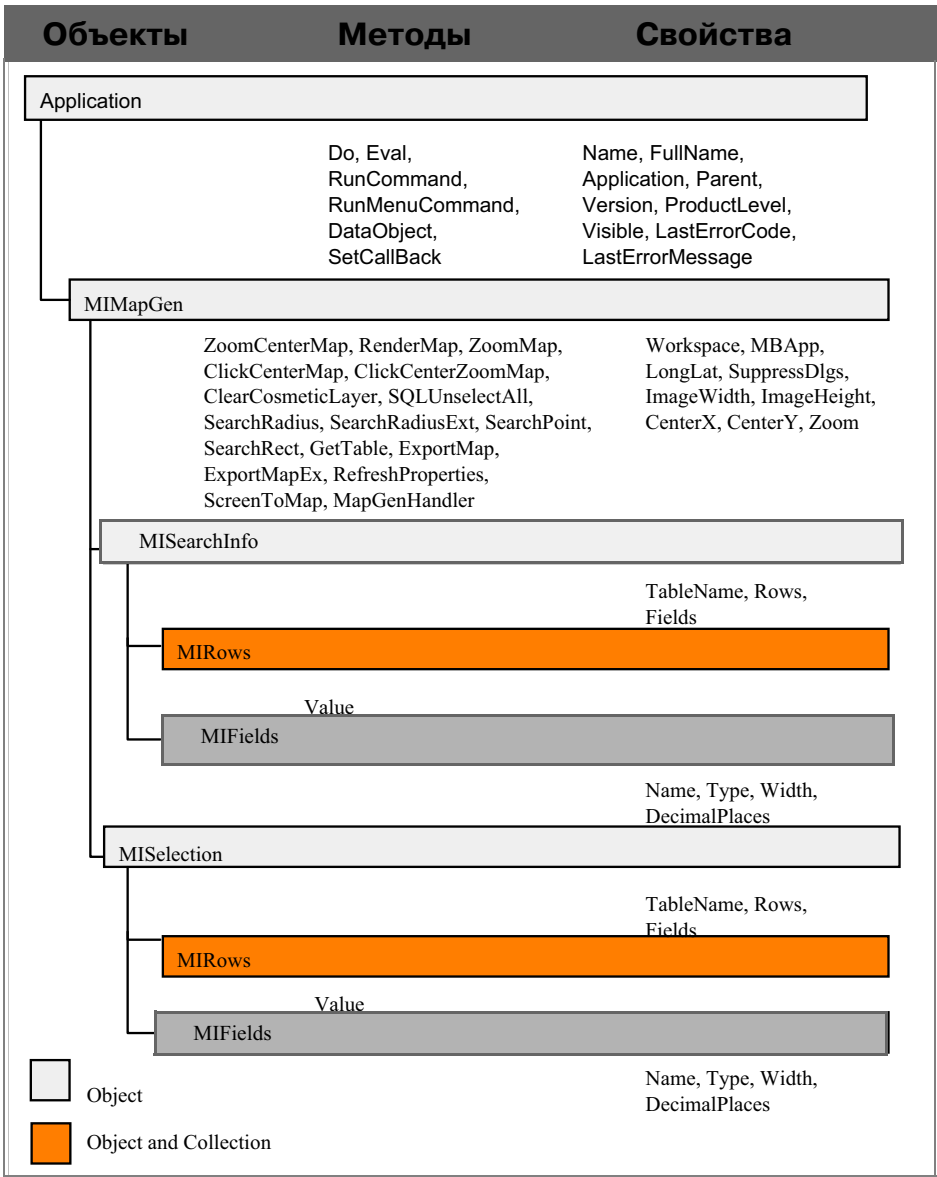 Объекты Методы Свойства
Application
Do, Eval,
RunCommand,
RunMenuCommand,
DataObject,
SetCallBack
Name, FullName,
Application, Parent,
Version, ProductLevel,
Visible, LastErrorCode,
LastErrorMessage
MIMapGen
ZoomCenterMap, RenderMap, ZoomMap,
ClickCenterMap, ClickCenterZoomMap,
ClearCosmeticLayer, SQLUnselectAll,
SearchRadius, SearchRadiusExt, SearchPoint,
SearchRect, GetTable, ExportMap,
ExportMapEx, RefreshProperties,
ScreenToMap, MapGenHandler
Workspace, MBApp,
LongLat, SuppressDlgs,
ImageWidth, ImageHeight,
CenterX, CenterY, Zoom
MISearchInfo
TableName, Rows,
Fields
MIRows
Value
MIFields
Name, Type, Width,
DecimalPlaces
MISelection
TableName, Rows,
Fields
MIRows
Value
MIFields
Name, Type, Width,
DecimalPlaces
Object
Object and Collection